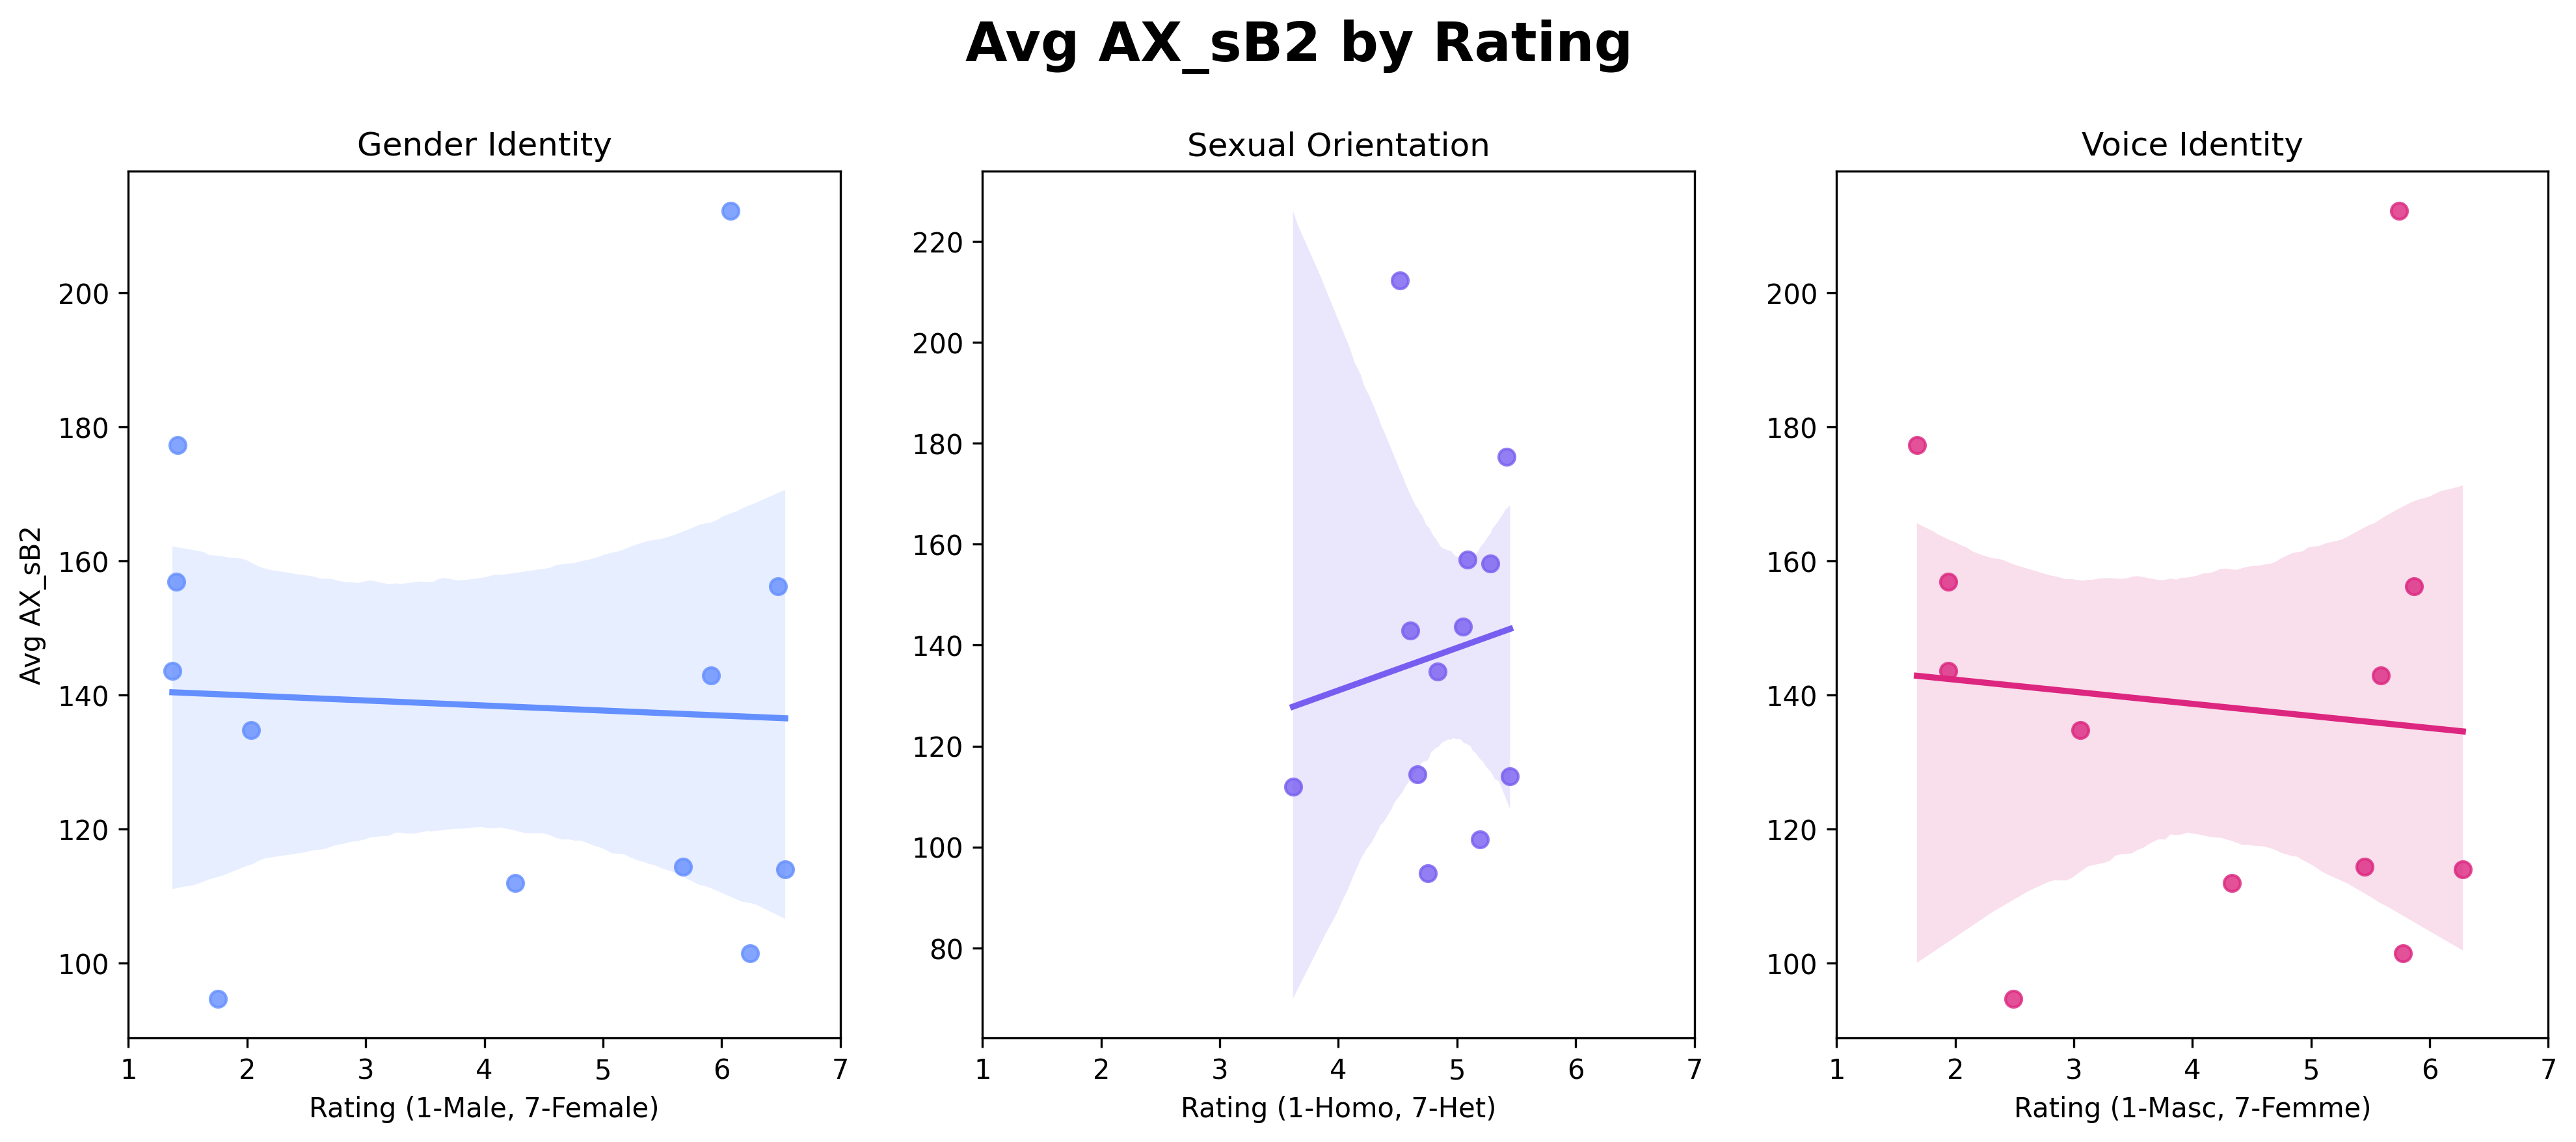 Avg AX_sB2 by Rating
Gender Identity
Sexual Orientation
Voice Identity
Avg AX_sB2
200
180
160
140
120
100
1 2 3 4 5 6 7
Rating (1-Male, 7-Female)
220
200
180
160
140
120
100
80
1 2 3 4 5 6 7
Rating (1-Homo, 7-Het)
200
180
160
140
120
100
1 2 3 4 5 6 7
Rating (1-Masc, 7-Femme)